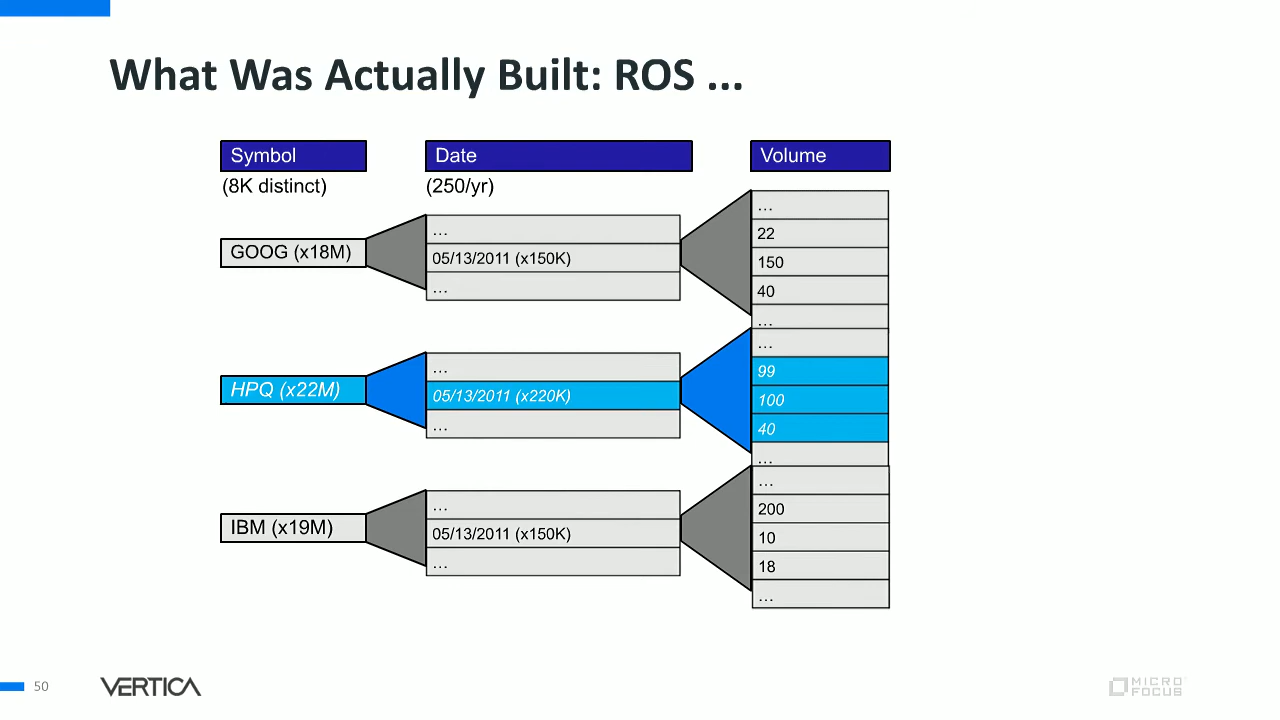 What Was Actually Built: ROS ...
Symbol
Date
Volume
(8K distinct)
(250/yr)
GOOG (x18M)
...
05/13/2011 (x150K)
...
...
22
150
40
...
HPQ (x22M)
...
05/13/2011 (x220K)
...
...
99
100
40
...
IBM (x19M)
...
05/13/2011 (x150K)
...
...
200
10
18
...
50
VERTICA
MICRO
FOCUS